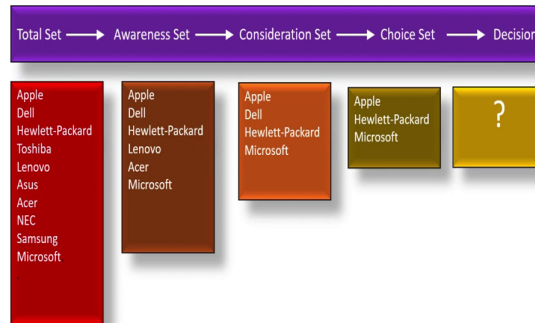 Total Set → Awareness Set → Consideration Set → Choice Set → Decision
Apple
Dell
Hewlett-Packard
Toshiba
Lenovo
Asus
Acer
NEC
Samsung
Microsoft
Apple
Dell
Hewlett-Packard
Lenovo
Acer
Microsoft
Apple
Dell
Hewlett-Packard
Microsoft
Apple
Hewlett-Packard
Microsoft
?